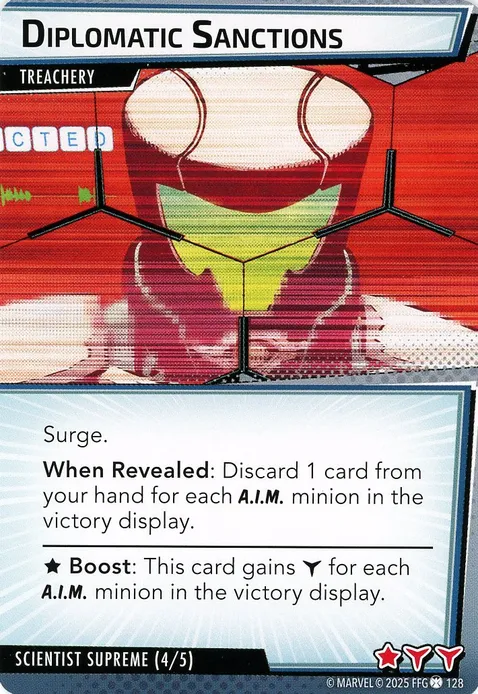 DIPLOMATIC SANCTIONS
TREACHERY
CTED
Surge.
When Revealed: Discard 1 card from
your hand for each A.I.M. minion in the
victory display.
★ Boost: This card gains for each
A.I.M. minion in the victory display.
SCIENTIST SUPREME (4/5)
© MARVEL © 2025 FFG 128